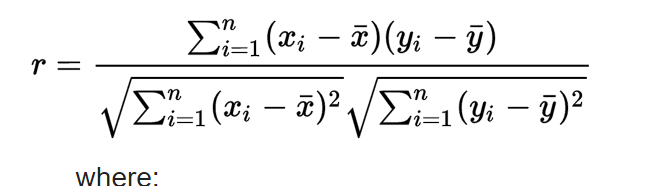 r = \frac{\sum_{i=1}^{n}(x_i - \bar{x})(y_i - \bar{y})}{\sqrt{\sum_{i=1}^{n}(x_i - \bar{x})^2}\sqrt{\sum_{i=1}^{n}(y_i - \bar{y})^2}}
where: